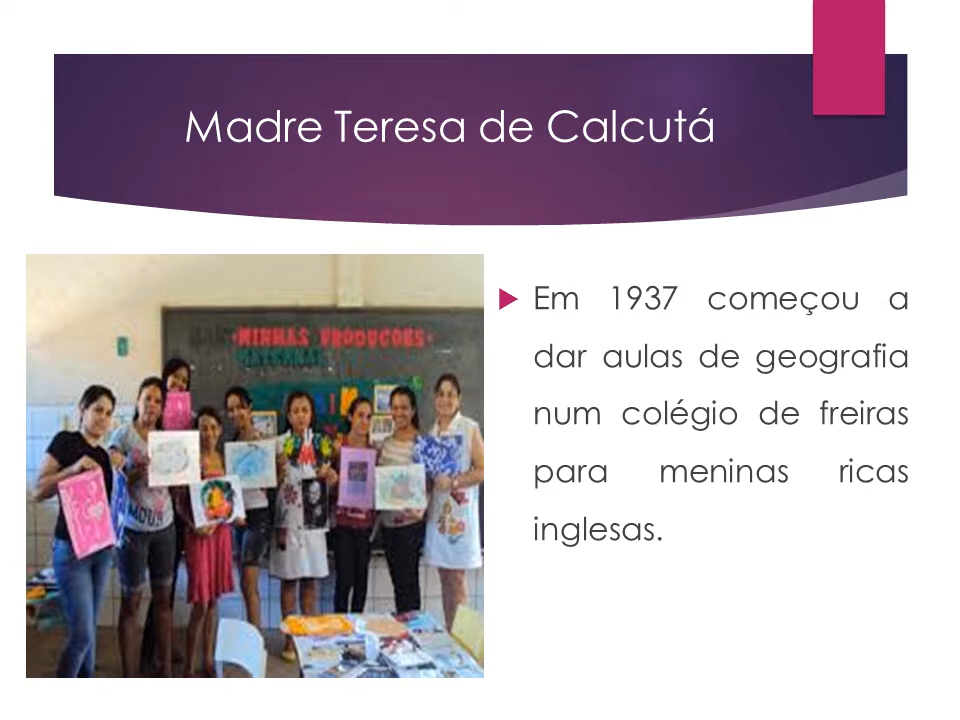 Madre Teresa de Calcutá
MINHAS PRODUÇÕES
Em 1937 começou a
dar aulas de geografia
num colégio de freiras
para meninas ricas
inglesas.